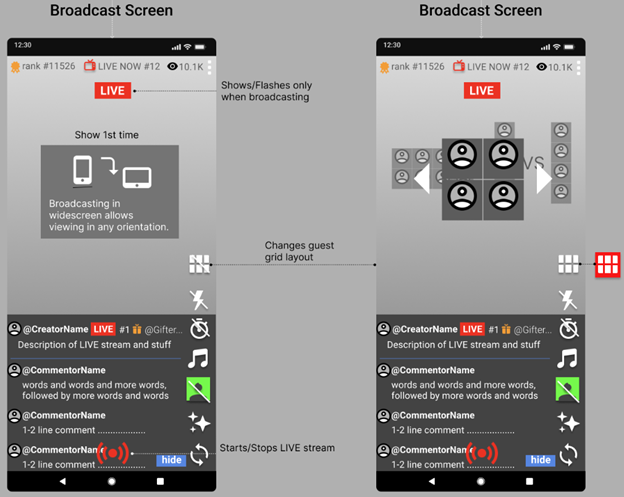 Broadcast Screen
12:30
rank #11526 LIVE NOW #12 10.1K
LIVE
Shows/Flashes only
when broadcasting
Show 1st time
Broadcasting in
widescreen allows
viewing in any orientation.
Changes guest
grid layout
@CreatorName LIVE #1 @Gifter...
Description of LIVE stream and stuff
@CommentorName
words and words and more words,
followed by more words and words
@CommentorName
1-2 line comment ..................
@CommentorName
1-2 line comment ..................
hide
Starts/Stops LIVE stream
Broadcast Screen
12:30
rank #11526 LIVE NOW #12 10.1K
LIVE
VS
@CreatorName LIVE #1 @Gifter...
Description of LIVE stream and stuff
@CommentorName
words and words and more words,
followed by more words and words
@CommentorName
1-2 line comment ..................
@CommentorName
1-2 line comment ..................
hide